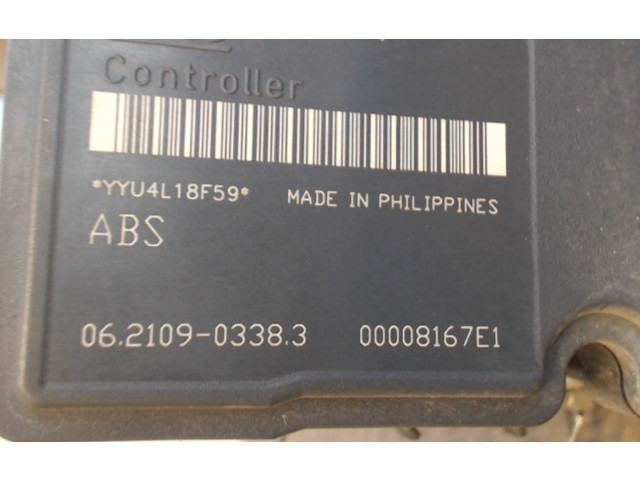 Controller
*YYU4L18F59* MADE IN PHILIPPINES
ABS
06.2109-0338.3 00008167E1